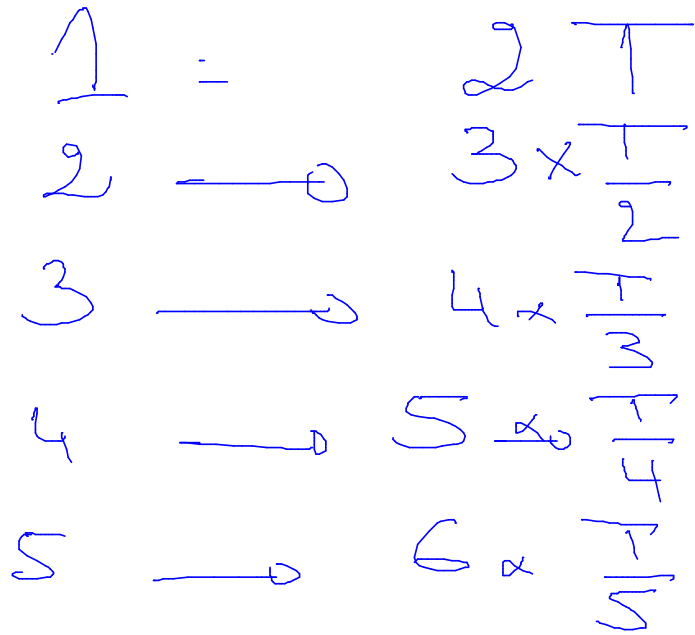 1 = 2 T
2 → 3 × T/2
3 → 4 × T/3
4 → 5 × T/4
5 → 6 × T/5